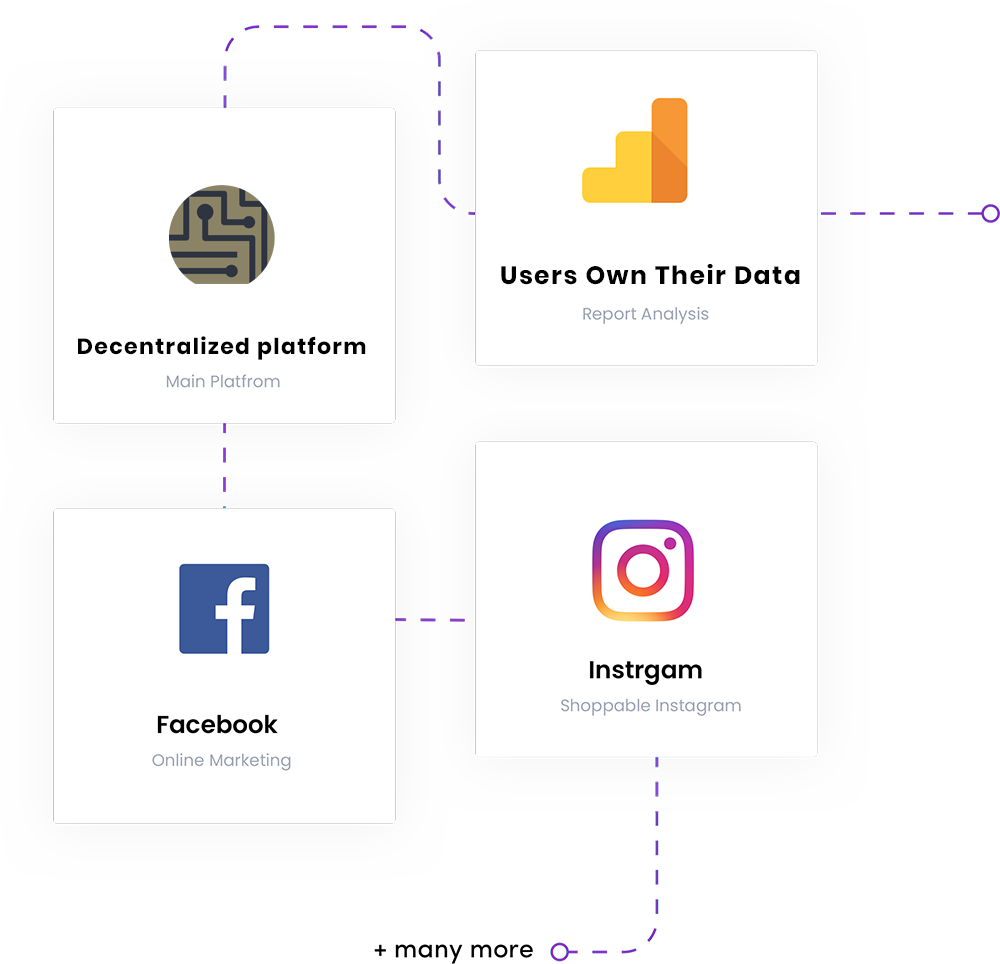 Users Own Their Data
Report Analysis
Decentralized platform
Main Platfrom
Instrgam
Shoppable Instagram
Facebook
Online Marketing
+ many more